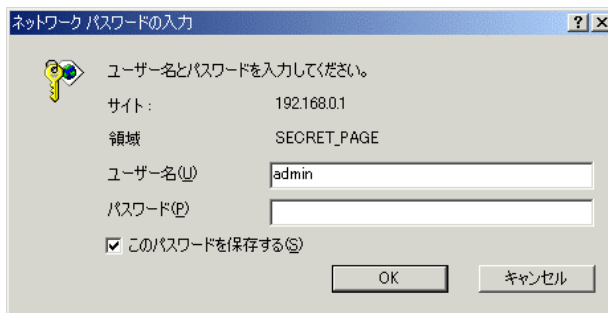 ネットワーク パスワードの入力
ユーザー名とパスワードを入力してください。
サイト: 192.168.0.1
領域 SECRET_PAGE
ユーザー名(U) admin
パスワード(P)
このパスワードを保存する(S)
OK キャンセル